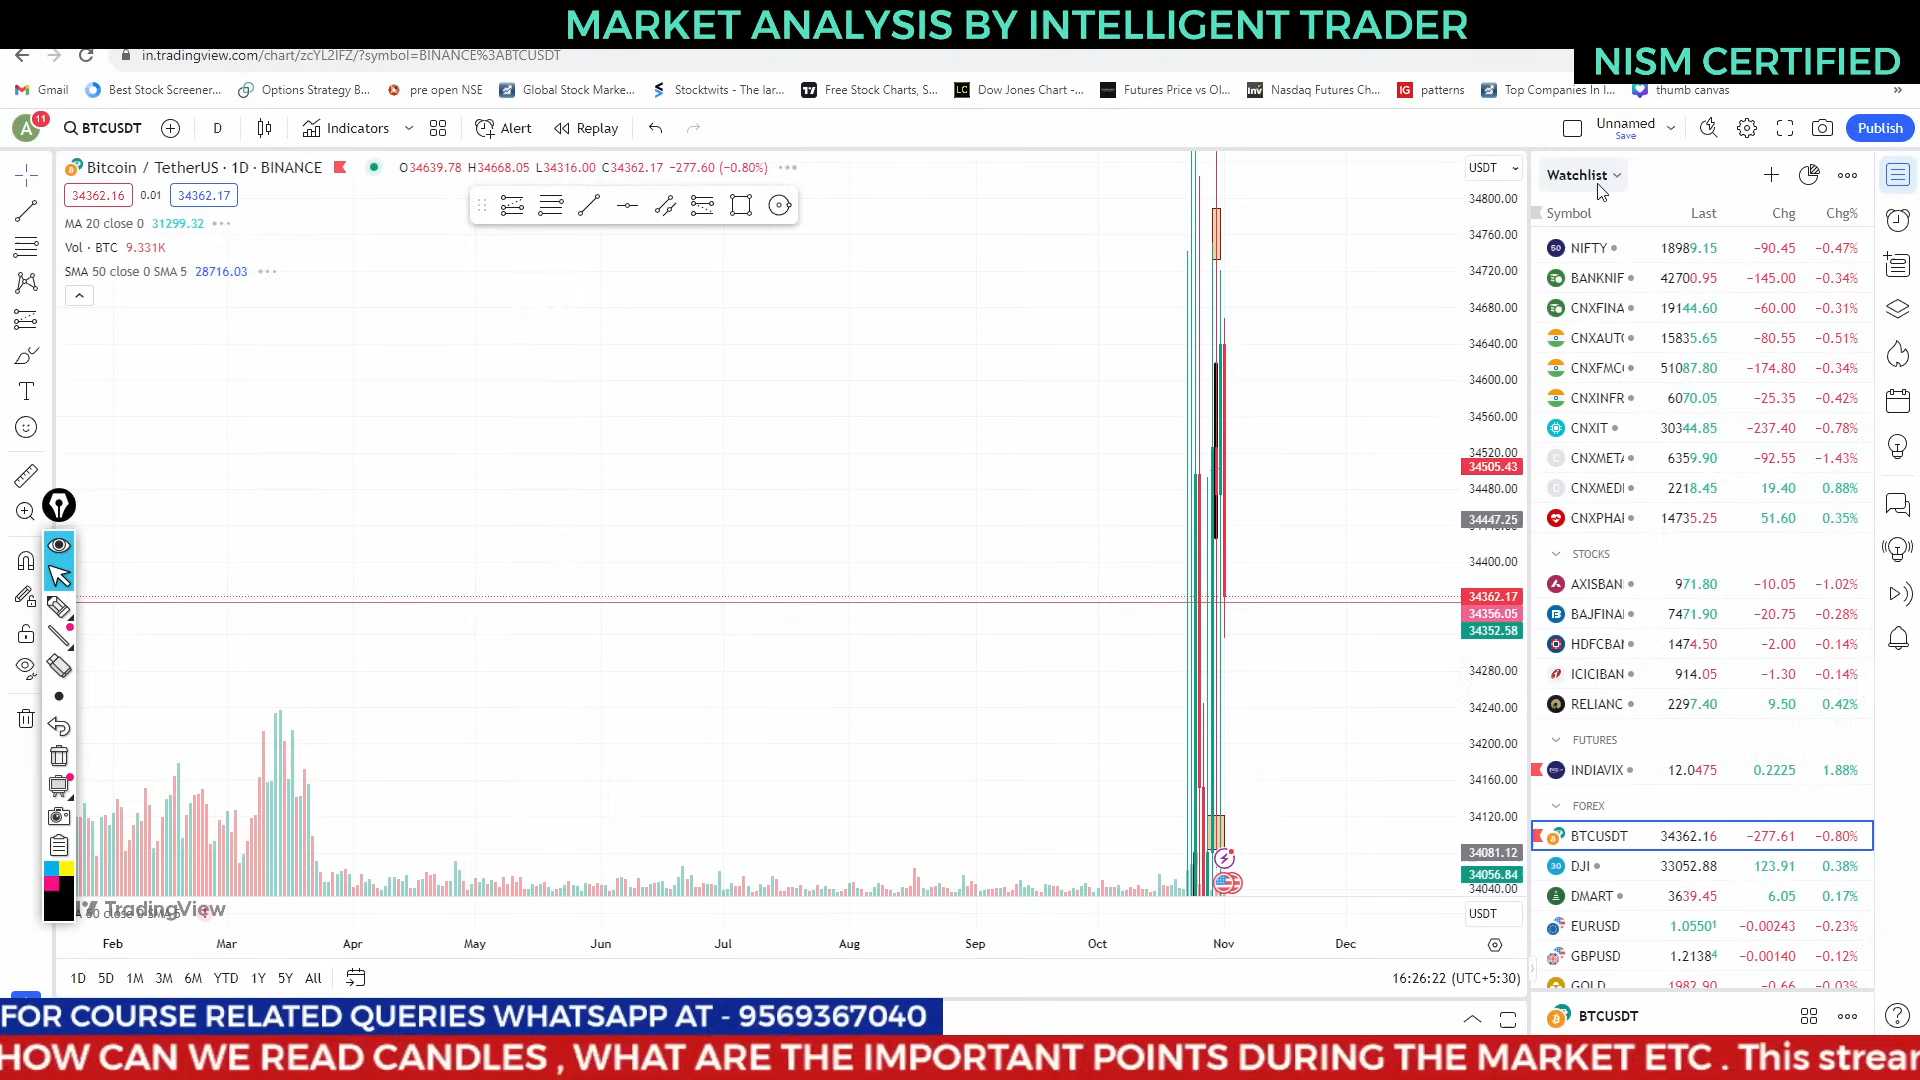 MARKET ANALYSIS BY INTELLIGENT TRADER
NISM CERTIFIED
in.tradingview.com/chart/zcYL2IFZ/?symbol=BINANCE%3ABTCUSDT
Gmail Best Stock Screener... Options Strategy B... pre open NSE Global Stock Marke... Stocktwits - The lar... Free Stock Charts, S... Dow Jones Chart -... Futures Price vs Ol... Nasdaq Futures Ch... patterns Top Companies In I... thumb canvas
A 11 BTCUSDT D Indicators Alert Replay Unnamed Save Publish
Bitcoin / TetherUS · 1D · BINANCE O34639.78 H34668.05 L34316.00 C34362.17 −277.60 (−0.80%) USDT
34362.16 0.01 34362.17
MA 20 close 0 31299.32
Vol · BTC 9.331K
SMA 50 close 0 SMA 5 28716.03
34800.00
34760.00
34720.00
34680.00
34640.00
34600.00
34560.00
34520.00
34505.43
34480.00
34447.25
34400.00
34362.17
34356.05
34352.58
34280.00
34240.00
34200.00
34160.00
34120.00
34081.12
34056.84
34040.00
USDT
TradingView
Feb Mar Apr May Jun Jul Aug Sep Oct Nov Dec
1D 5D 1M 3M 6M YTD 1Y 5Y All 16:26:22 (UTC+5:30)
Watchlist
Symbol Last Chg Chg%
NIFTY 18989.15 −90.45 −0.47%
BANKNIF 42700.95 −145.00 −0.34%
CNXFINA 19144.60 −60.00 −0.31%
CNXAUT 15835.65 −80.55 −0.51%
CNXFMC 51087.80 −174.80 −0.34%
CNXINFR 6070.05 −25.35 −0.42%
CNXIT 30344.85 −237.40 −0.78%
CNXMETA 6359.90 −92.55 −1.43%
CNXMEDI 2218.45 19.40 0.88%
CNXPHAI 14735.25 51.60 0.35%
STOCKS
AXISBAN 971.80 −10.05 −1.02%
BAJFINA 7471.90 −20.75 −0.28%
HDFCBAN 1474.50 −2.00 −0.14%
ICICIBAN 914.05 −1.30 −0.14%
RELIANC 2297.40 9.50 0.42%
FUTURES
INDIAVIX 12.0475 0.2225 1.88%
FOREX
BTCUSDT 34362.16 −277.61 −0.80%
DJI 33052.88 123.91 0.38%
DMART 3639.45 6.05 0.17%
EURUSD 1.05501 −0.00243 −0.23%
GBPUSD 1.21384 −0.00140 −0.12%
GOLD 1982.90 −0.66 −0.03%
BTCUSDT
FOR COURSE RELATED QUERIES WHATSAPP AT - 9569367040
HOW CAN WE READ CANDLES , WHAT ARE THE IMPORTANT POINTS DURING THE MARKET ETC . This strear